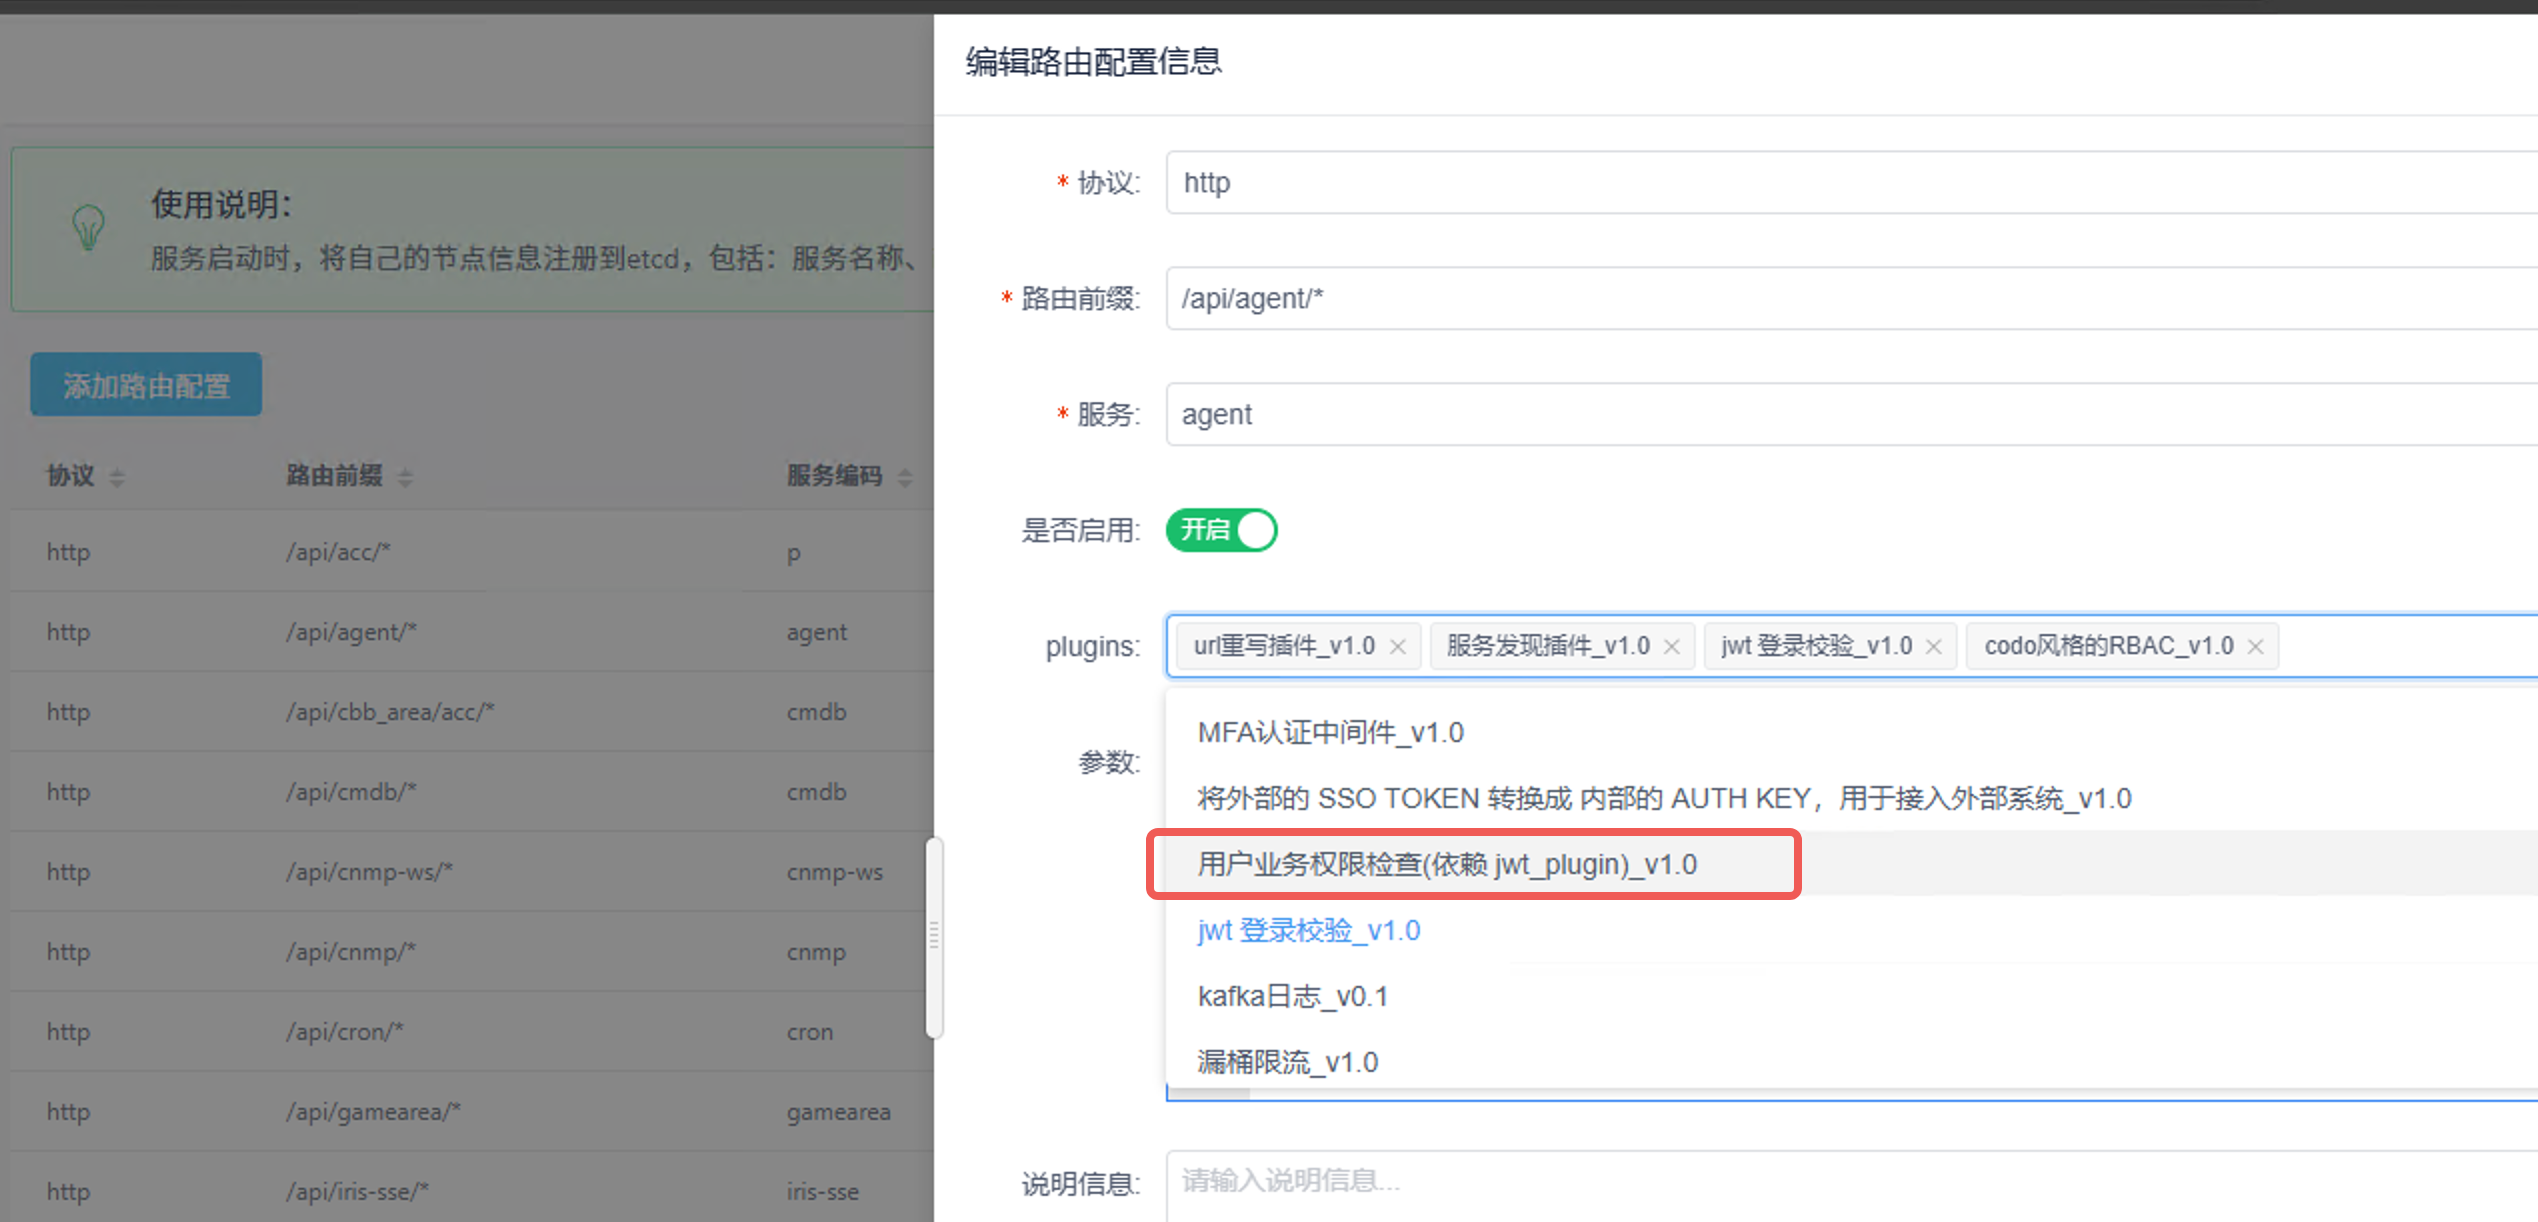 编辑路由配置信息
使用说明：
服务启动时，将自己的节点信息注册到etcd，包括：服务名称、
添加路由配置
协议 路由前缀 服务编码
http /api/acc/* p
http /api/agent/* agent
http /api/cbb_area/acc/* cmdb
http /api/cmdb/* cmdb
http /api/cnmp-ws/* cnmp-ws
http /api/cnmp/* cnmp
http /api/cron/* cron
http /api/gamearea/* gamearea
http /api/iris-sse/* iris-sse
* 协议: http
* 路由前缀: /api/agent/*
* 服务: agent
是否启用: 开启
plugins: url重写插件_v1.0 × 服务发现插件_v1.0 × jwt 登录校验_v1.0 × codo风格的RBAC_v1.0 ×
参数:
MFA认证中间件_v1.0
将外部的 SSO TOKEN 转换成 内部的 AUTH KEY，用于接入外部系统_v1.0
用户业务权限检查(依赖 jwt_plugin)_v1.0
jwt 登录校验_v1.0
kafka日志_v0.1
漏桶限流_v1.0
说明信息: 请输入说明信息...